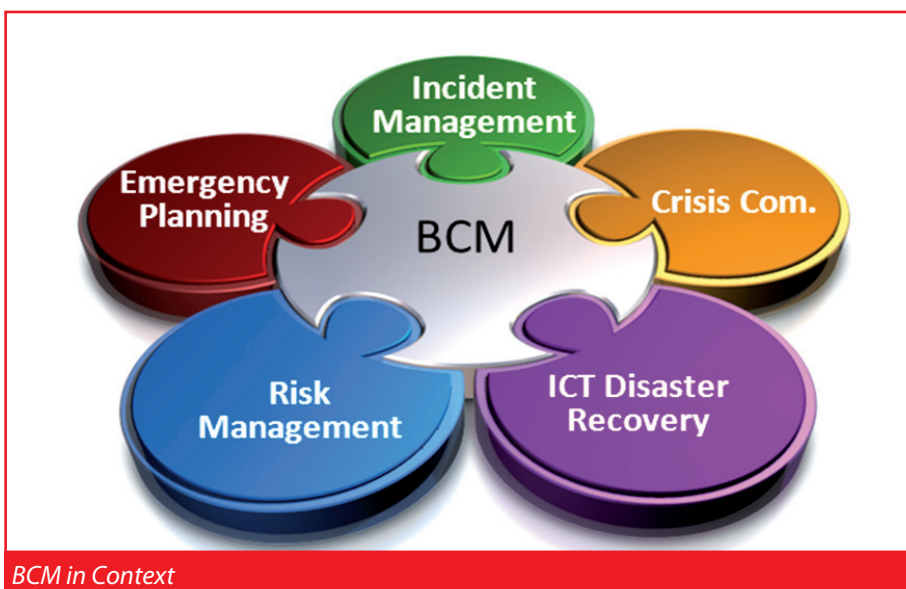 Incident
Management
Emergency
Planning
Crisis Com.
BCM
Risk
Management
ICT Disaster
Recovery
BCM in Context